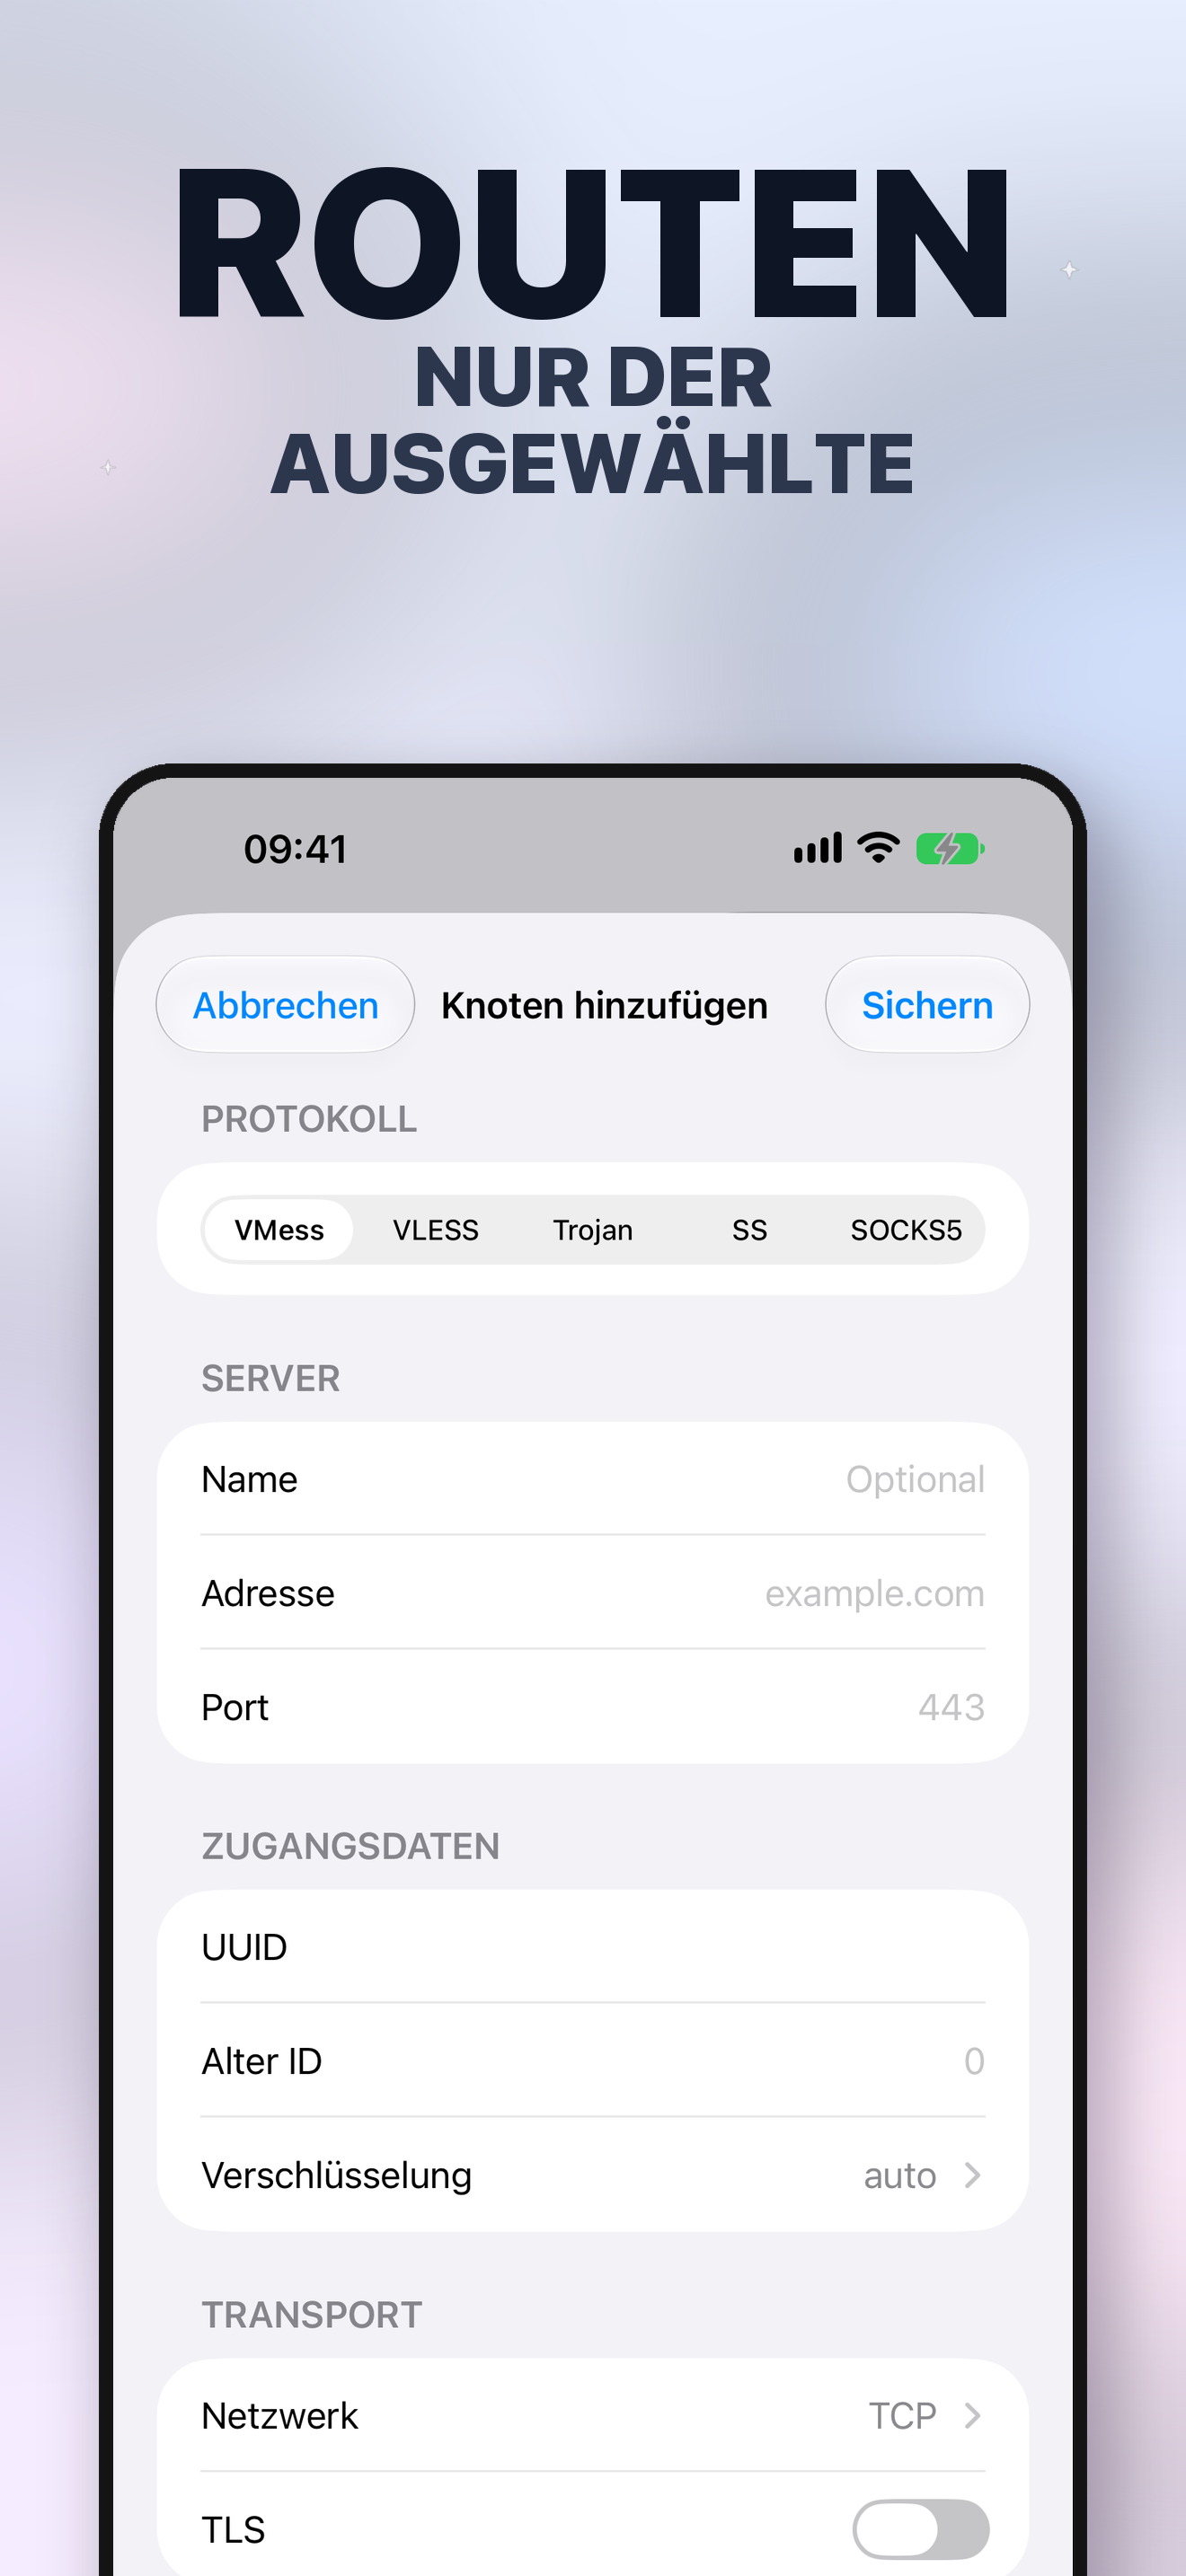 ROUTEN
NUR DER
AUSGEWÄHLTE
09:41
Abbrechen Knoten hinzufügen Sichern
PROTOKOLL
VMess VLESS Trojan SS SOCKS5
SERVER
Name Optional
Adresse example.com
Port 443
ZUGANGSDATEN
UUID
Alter ID 0
Verschlüsselung auto
TRANSPORT
Netzwerk TCP
TLS